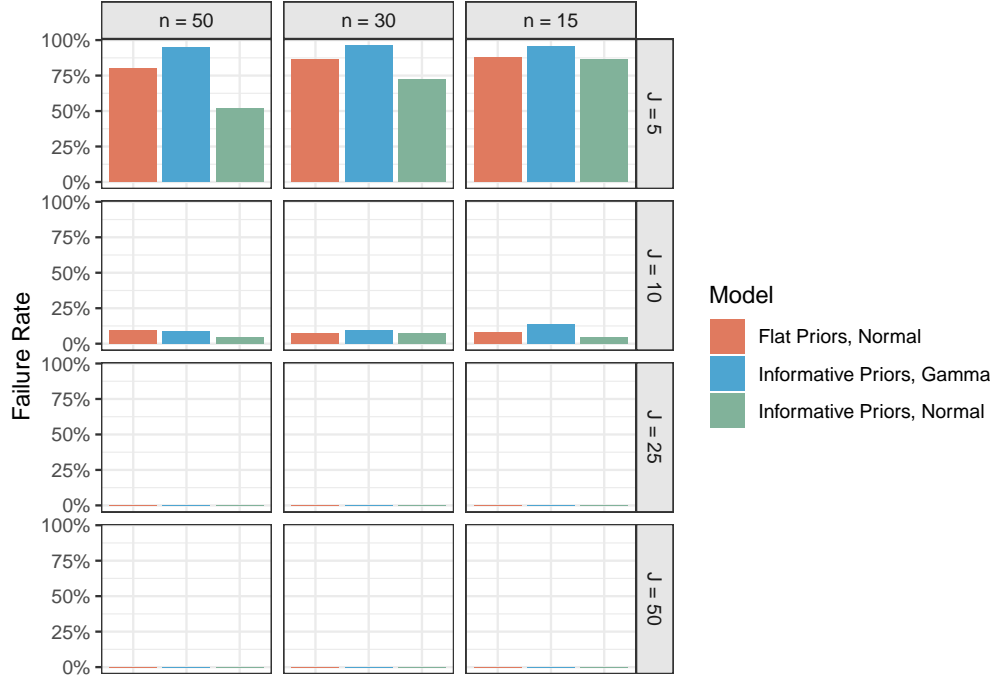 n = 50
n = 30
n = 15
Failure Rate
100%
75%
50%
25%
0%
J = 5
100%
75%
50%
25%
0%
J = 10
100%
75%
50%
25%
0%
J = 25
100%
75%
50%
25%
0%
J = 50
Model
Flat Priors, Normal
Informative Priors, Gamma
Informative Priors, Normal